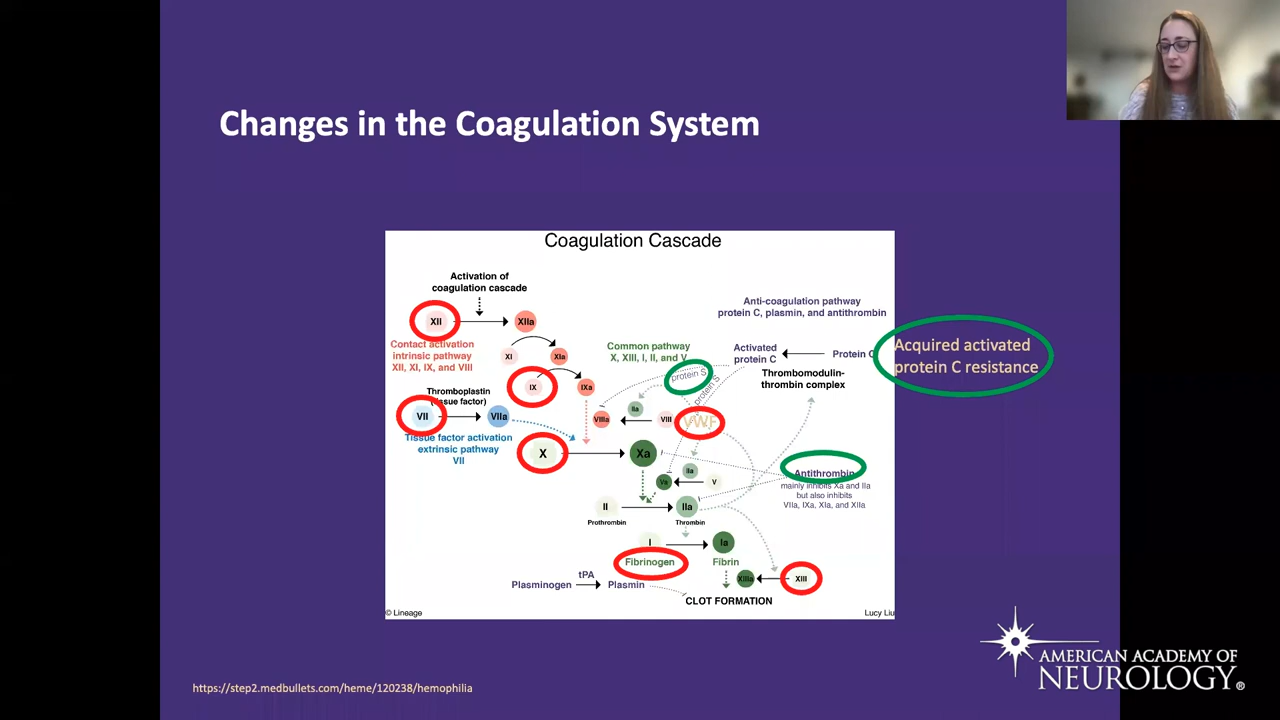 Changes in the Coagulation System
Coagulation Cascade
Activation of
coagulation cascade
XII
XIIa
Contact activation
intrinsic pathway
XII, XI, IX, and VIII
XI
XIa
IX
IXa
Thromboplastin
(tissue factor)
VII
VIIa
Tissue factor activation
extrinsic pathway
VII
Common pathway
X, XIII, I, II, and V
protein S
protein S
Anti-coagulation pathway
protein C, plasmin, and antithrombin
Activated
protein C
Protein C
Thrombomodulin-
thrombin complex
Acquired activated
protein C resistance
VIIIa
IIa
VIII
VWF
X
Xa
Va
IIa
V
Antithrombin
mainly inhibits Xa and IIa
but also inhibits
VIIa, IXa, XIa, and XIIa
II
IIa
Prothrombin
Thrombin
I
Ia
Fibrinogen
Fibrin
XIIIa
XIII
Plasminogen
tPA
Plasmin
CLOT FORMATION
© Lineage
Lucy Liu
https://step2.medbullets.com/heme/120238/hemophilia
AMERICAN ACADEMY OF
NEUROLOGY®